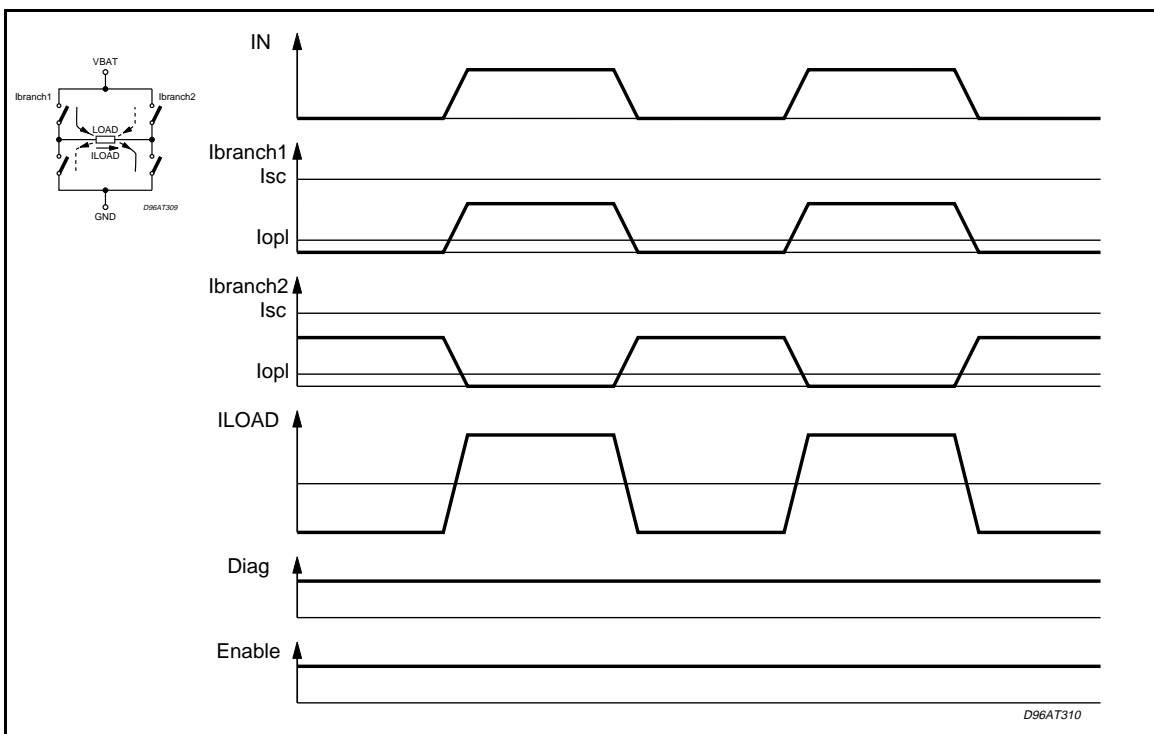 VBAT
Ibranch1
Ibranch2
LOAD
ILOAD
GND
D96AT309
IN
Ibranch1
Isc
Iopl
Ibranch2
Isc
Iopl
ILOAD
Diag
Enable
D96AT310